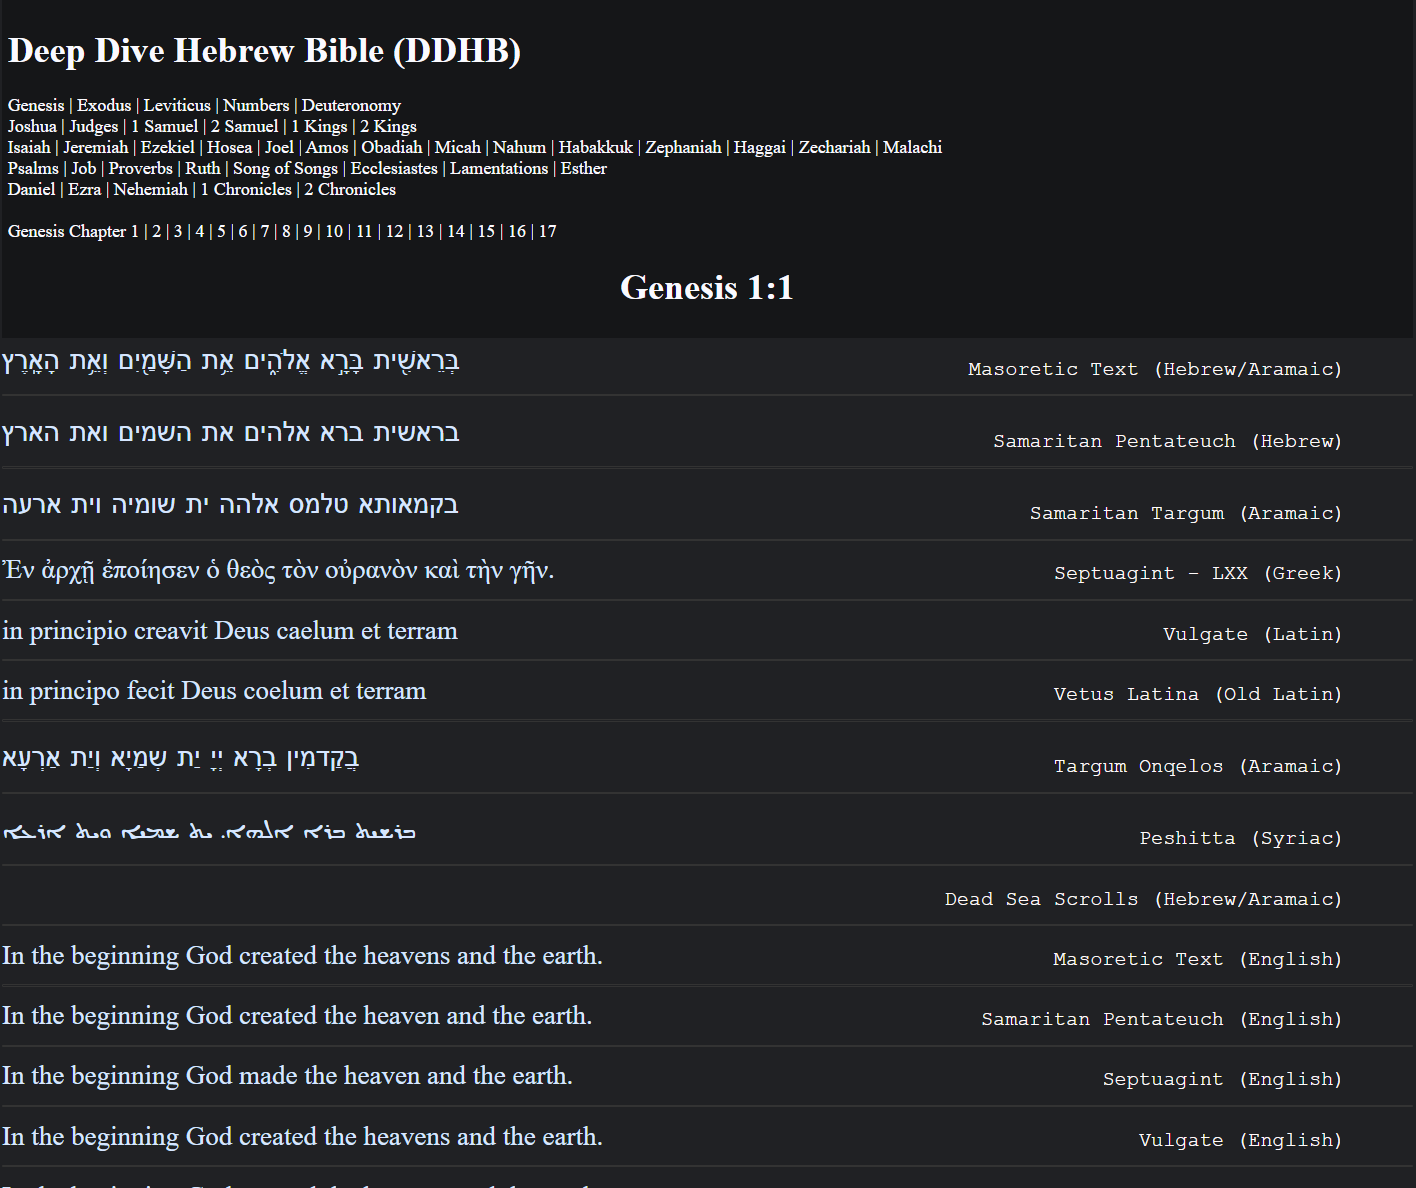 Deep Dive Hebrew Bible (DDHB)
Genesis | Exodus | Leviticus | Numbers | Deuteronomy
Joshua | Judges | 1 Samuel | 2 Samuel | 1 Kings | 2 Kings
Isaiah | Jeremiah | Ezekiel | Hosea | Joel | Amos | Obadiah | Micah | Nahum | Habakkuk | Zephaniah | Haggai | Zechariah | Malachi
Psalms | Job | Proverbs | Ruth | Song of Songs | Ecclesiastes | Lamentations | Esther
Daniel | Ezra | Nehemiah | 1 Chronicles | 2 Chronicles
Genesis Chapter 1 | 2 | 3 | 4 | 5 | 6 | 7 | 8 | 9 | 10 | 11 | 12 | 13 | 14 | 15 | 16 | 17
Genesis 1:1
בְּרֵאשִׁ֖ית בָּרָ֣א אֱלֹהִ֑ים אֵ֥ת הַשָּׁמַ֖יִם וְאֵ֥ת הָאָֽרֶץ Masoretic Text (Hebrew/Aramaic)
בראשית ברא אלהים את השמים ואת הארץ Samaritan Pentateuch (Hebrew)
בקמאותא טלמס אלהה ית שומיה וית ארעה Samaritan Targum (Aramaic)
Ἐν ἀρχῇ ἐποίησεν ὁ θεὸς τὸν οὐρανὸν καὶ τὴν γῆν. Septuagint - LXX (Greek)
in principio creavit Deus caelum et terram Vulgate (Latin)
in principo fecit Deus coelum et terram Vetus Latina (Old Latin)
בֲּקַדמִין בְּרָא יְיָ יַת שְׁמַיָא וְיַת אַרְעָא Targum Onqelos (Aramaic)
ܒܪܫܝܬ ܒܪܐ ܐܠܗܐ. ܝܬ ܫܡܝܐ ܘܝܬ ܐܪܥܐ Peshitta (Syriac)
Dead Sea Scrolls (Hebrew/Aramaic)
In the beginning God created the heavens and the earth. Masoretic Text (English)
In the beginning God created the heaven and the earth. Samaritan Pentateuch (English)
In the beginning God made the heaven and the earth. Septuagint (English)
In the beginning God created the heavens and the earth. Vulgate (English)